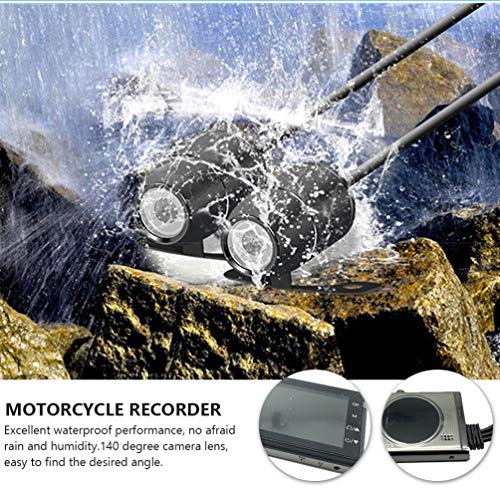 MOTORCYCLE RECORDER
Excellent waterproof performance, no afraid
rain and humidity.140 degree camera lens,
easy to find the desired angle.
OK
M